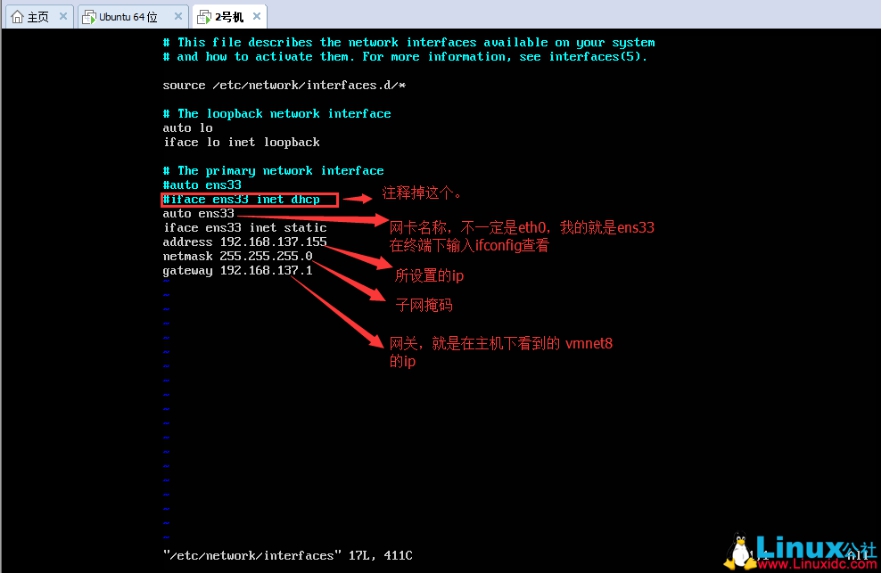 主页
Ubuntu 64 位
2号机
# This file describes the network interfaces available on your system
# and how to activate them. For more information, see interfaces(5).
source /etc/network/interfaces.d/*
# The loopback network interface
auto lo
iface lo inet loopback
# The primary network interface
#auto ens33
#iface ens33 inet dhcp
注释掉这个。
auto ens33
网卡名称，不一定是eth0，我的就是ens33
在终端下输入ifconfig查看
iface ens33 inet static
address 192.168.137.155
netmask 255.255.255.0
gateway 192.168.137.1
所设置的ip
子网掩码
网关，就是在主机下看到的 vmnet8
的ip
"/etc/network/interfaces" 17L, 411C
Linux公社
www.Linuxidc.com